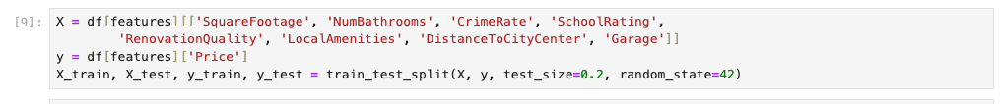 [9]: X = df[features][['SquareFootage', 'NumBathrooms', 'CrimeRate', 'SchoolRating',
'RenovationQuality', 'LocalAmenities', 'DistanceToCityCenter', 'Garage']]
y = df[features]['Price']
X_train, X_test, y_train, y_test = train_test_split(X, y, test_size=0.2, random_state=42)